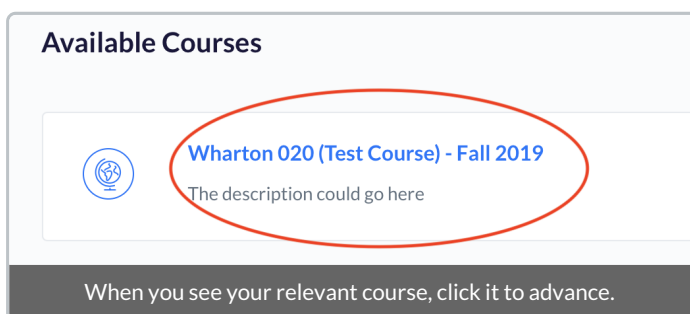 Available Courses
Wharton 020 (Test Course) - Fall 2019
The description could go here
When you see your relevant course, click it to advance.